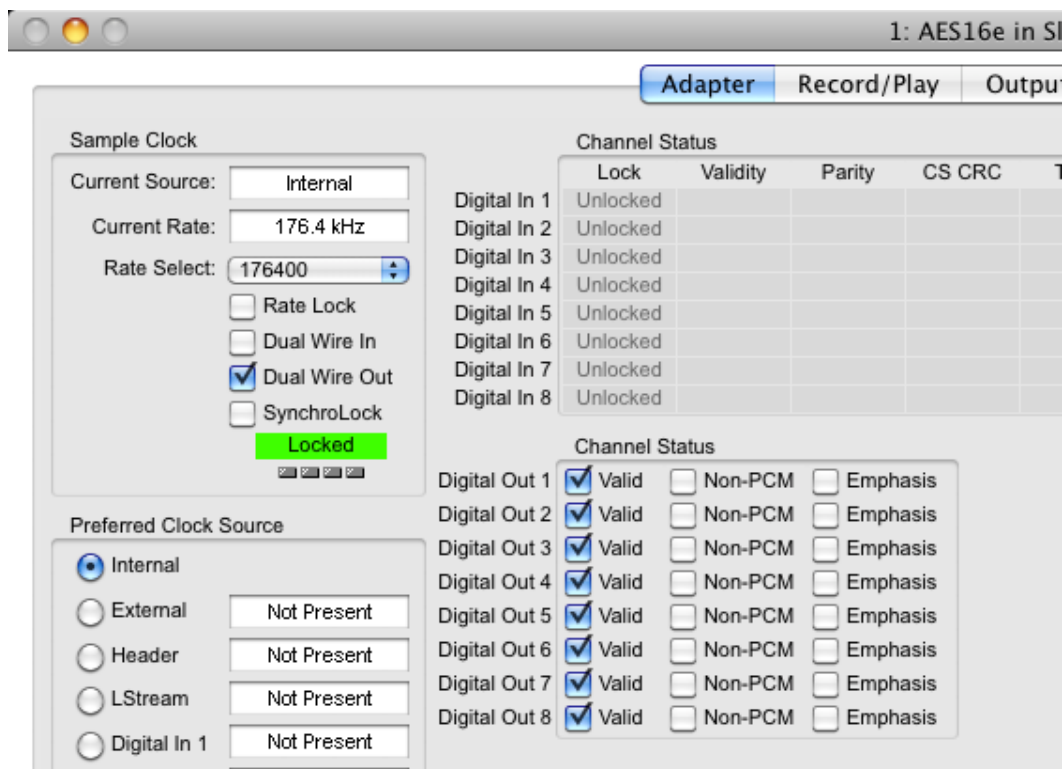 1: AES16e in Sl
Adapter Record/Play Output
Sample Clock
Current Source: Internal
Current Rate: 176.4 kHz
Rate Select: 176400
Rate Lock
Dual Wire In
Dual Wire Out
SynchroLock
Locked
Preferred Clock Source
Internal
External Not Present
Header Not Present
LStream Not Present
Digital In 1 Not Present
Channel Status
Lock Validity Parity CS CRC T
Digital In 1 Unlocked
Digital In 2 Unlocked
Digital In 3 Unlocked
Digital In 4 Unlocked
Digital In 5 Unlocked
Digital In 6 Unlocked
Digital In 7 Unlocked
Digital In 8 Unlocked
Channel Status
Digital Out 1 Valid Non-PCM Emphasis
Digital Out 2 Valid Non-PCM Emphasis
Digital Out 3 Valid Non-PCM Emphasis
Digital Out 4 Valid Non-PCM Emphasis
Digital Out 5 Valid Non-PCM Emphasis
Digital Out 6 Valid Non-PCM Emphasis
Digital Out 7 Valid Non-PCM Emphasis
Digital Out 8 Valid Non-PCM Emphasis